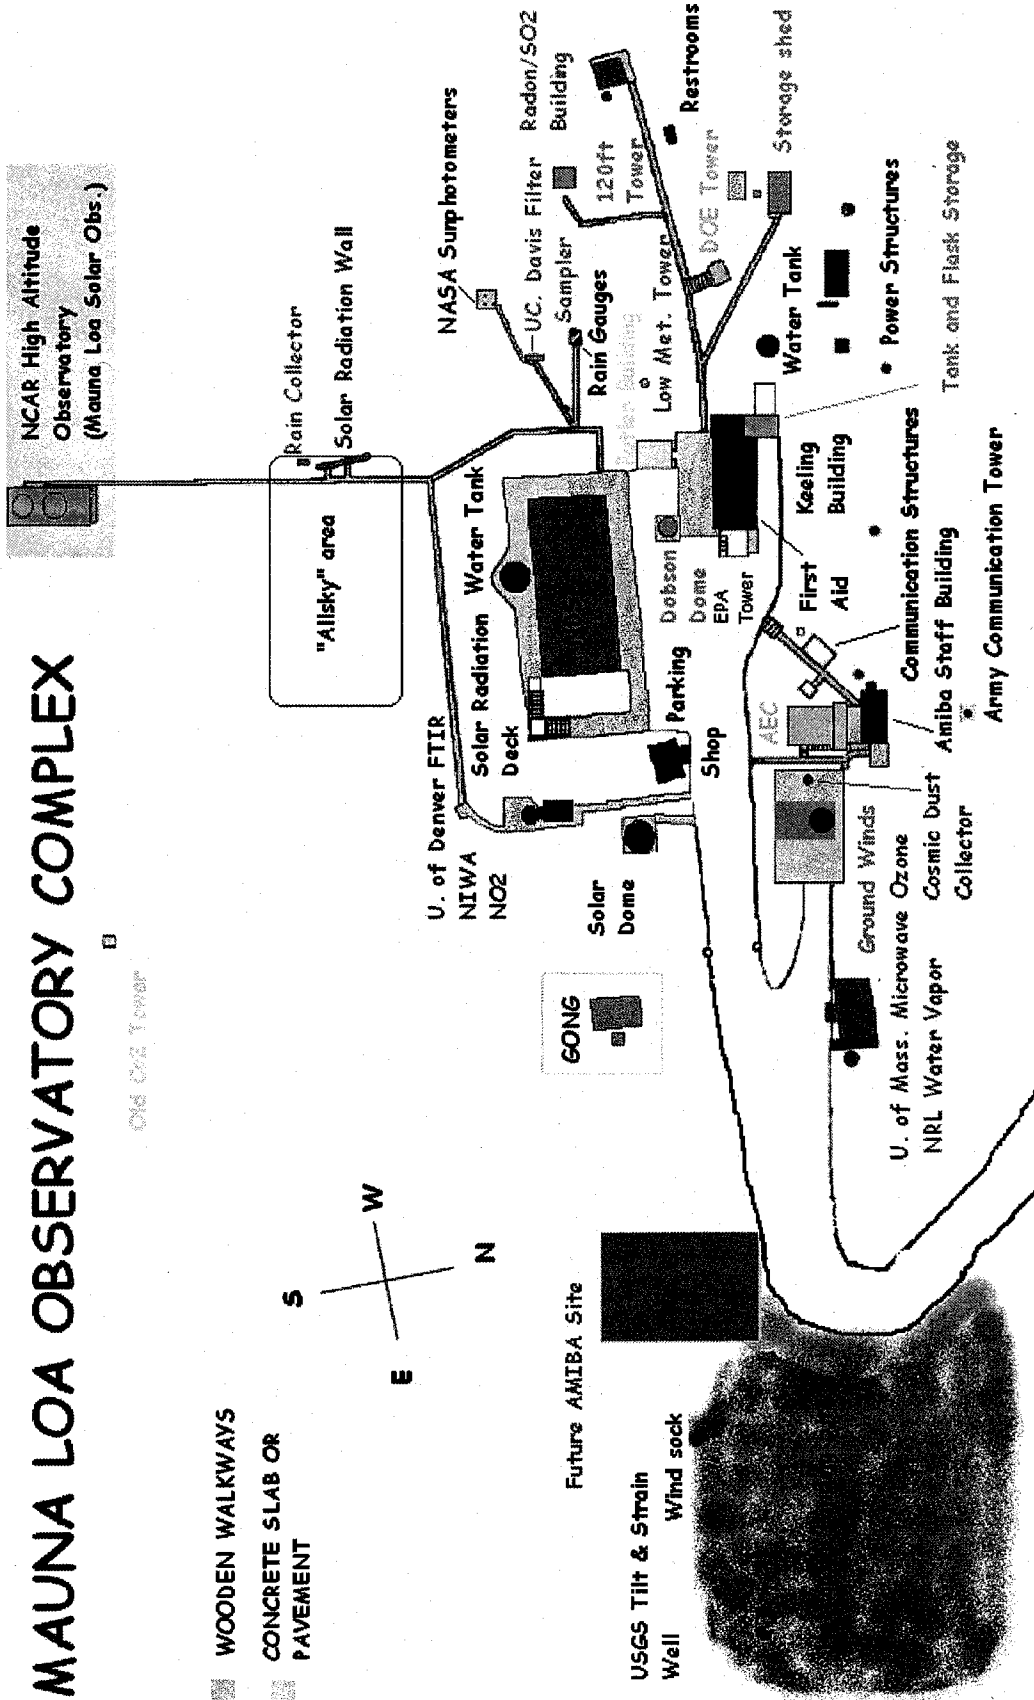 MAUNA LOA OBSERVATORY COMPLEX
NCAR High Altitude
Observatory
(Mauna Loa Solar Obs.)
WOODEN WALKWAYS
CONCRETE SLAB OR
PAVEMENT
S
W
E
N
Tower
Rain Collector
Solar Radiation Wall
"Allsky" area
NASA Sunphotometers
U.C. Davis Filter
Sampler
Radon/SO2
Building
Rain Gauges
120ft
Tower
Restrooms
Low Met. Tower
DOE Tower
Storage shed
Water Tank
Power Structures
Tank and Flask Storage
U. of Denver FTIR
NIWA
NO2
Solar Radiation
Deck
Water Tank
Dobson
Dome
EPA
Tower
Keeling
Building
First
Aid
Parking
Shop
AEC
Communication Structures
Amiba Staff Building
Army Communication Tower
Solar
Dome
GONG
Ground Winds
Cosmic Dust
Collector
U. of Mass. Microwave Ozone
NRL Water Vapor
Future AMIBA Site
USGS Tilt & Strain
Well
Wind sock